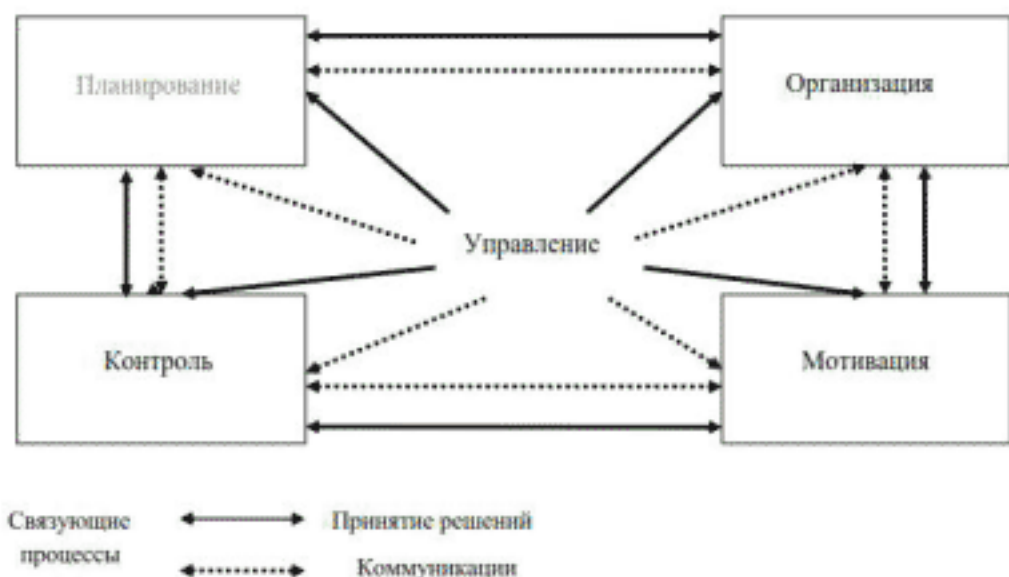 Планирование
Организация
Управление
Контроль
Мотивация
Связующие
процессы
Принятие решений
Коммуникации